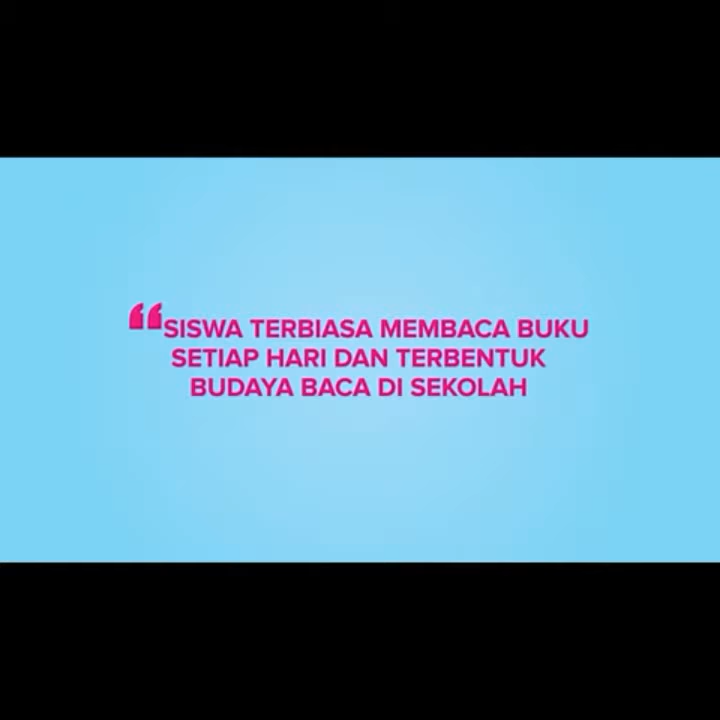 “SISWA TERBIASA MEMBACA BUKU
SETIAP HARI DAN TERBENTUK
BUDAYA BACA DI SEKOLAH